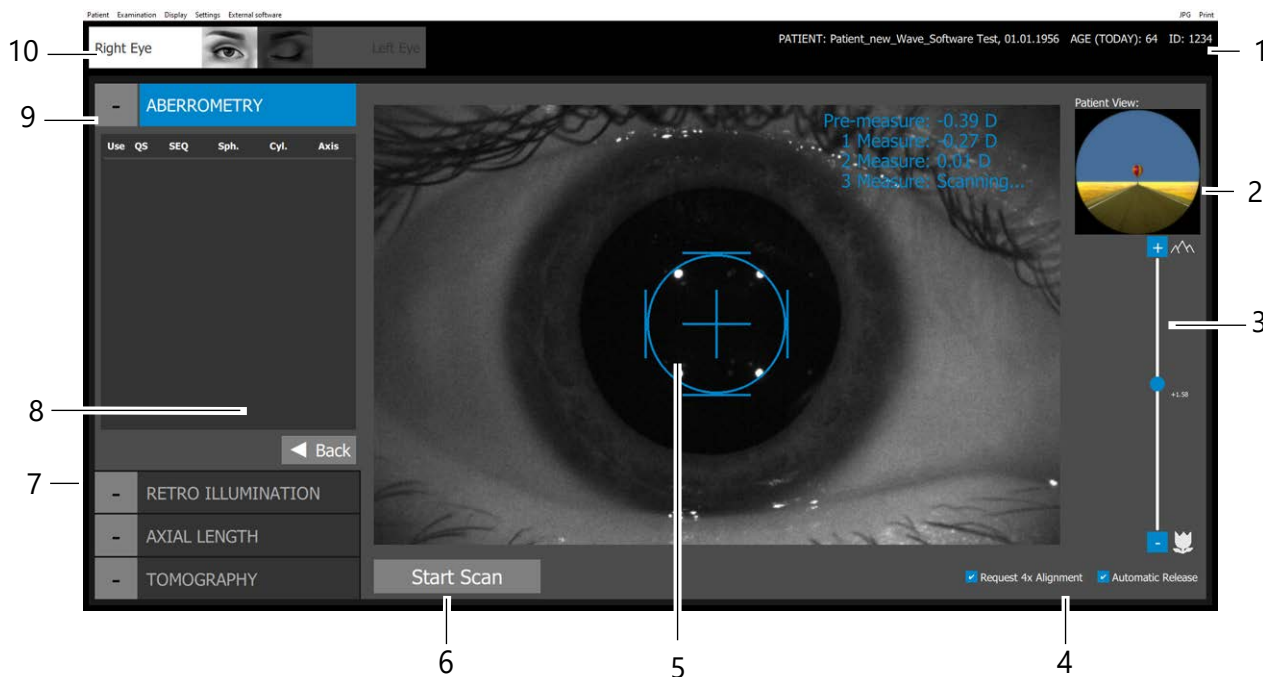 Patient Examination Display Settings External software JPG Print
Right Eye Left Eye
PATIENT: Patient_new_Wave_Software Test, 01.01.1956 AGE (TODAY): 64 ID: 1234
10
1
- ABERROMETRY
9
Use QS SEQ Sph. Cyl. Axis
Pre-measure: -0.39 D
1 Measure: -0.27 D
2 Measure: 0.01 D
3 Measure: Scanning...
Patient View:
2
+
3
+1.50
8
Back
7
- RETRO ILLUMINATION
- AXIAL LENGTH
- TOMOGRAPHY
-
Start Scan
Request 4x Alignment Automatic Release
6
5
4